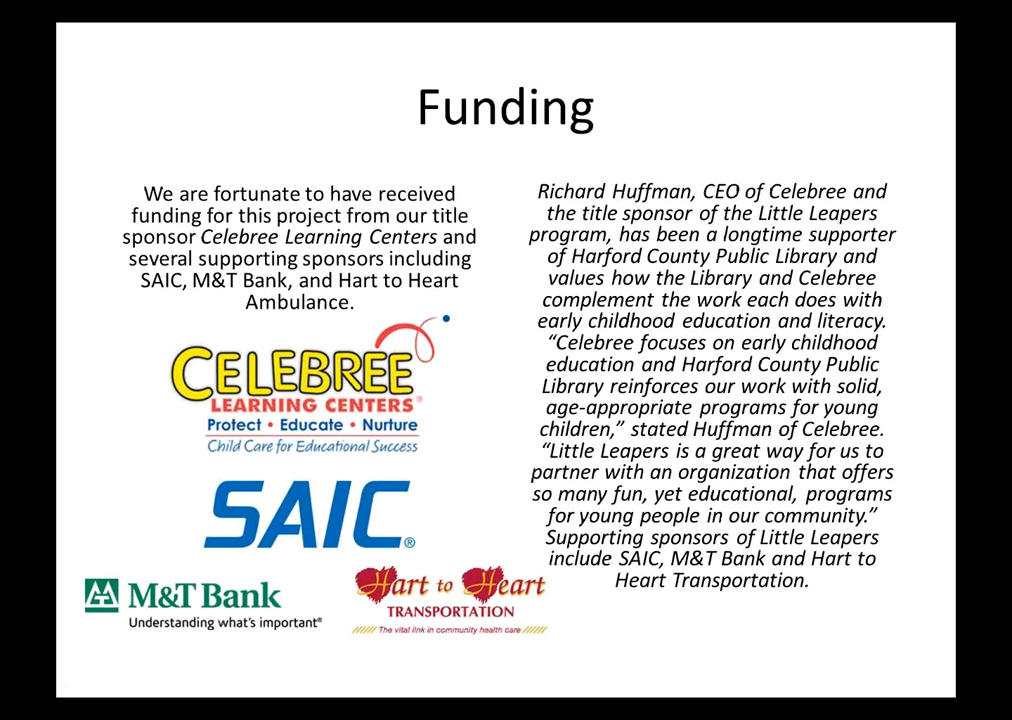 Funding
We are fortunate to have received
funding for this project from our title
sponsor Celebree Learning Centers and
several supporting sponsors including
SAIC, M&T Bank, and Hart to Heart
Ambulance.
CELEBREE
LEARNING CENTERS®
Protect • Educate • Nurture
Child Care for Educational Success
SAIC®
M&T Bank
Understanding what's important®
Hart to Heart
TRANSPORTATION
The vital link in community health care
Richard Huffman, CEO of Celebree and
the title sponsor of the Little Leapers
program, has been a longtime supporter
of Harford County Public Library and
values how the Library and Celebree
complement the work each does with
early childhood education and literacy.
“Celebree focuses on early childhood
education and Harford County Public
Library reinforces our work with solid,
age-appropriate programs for young
children,” stated Huffman of Celebree.
“Little Leapers is a great way for us to
partner with an organization that offers
so many fun, yet educational, programs
for young people in our community.”
Supporting sponsors of Little Leapers
include SAIC, M&T Bank and Hart to
Heart Transportation.